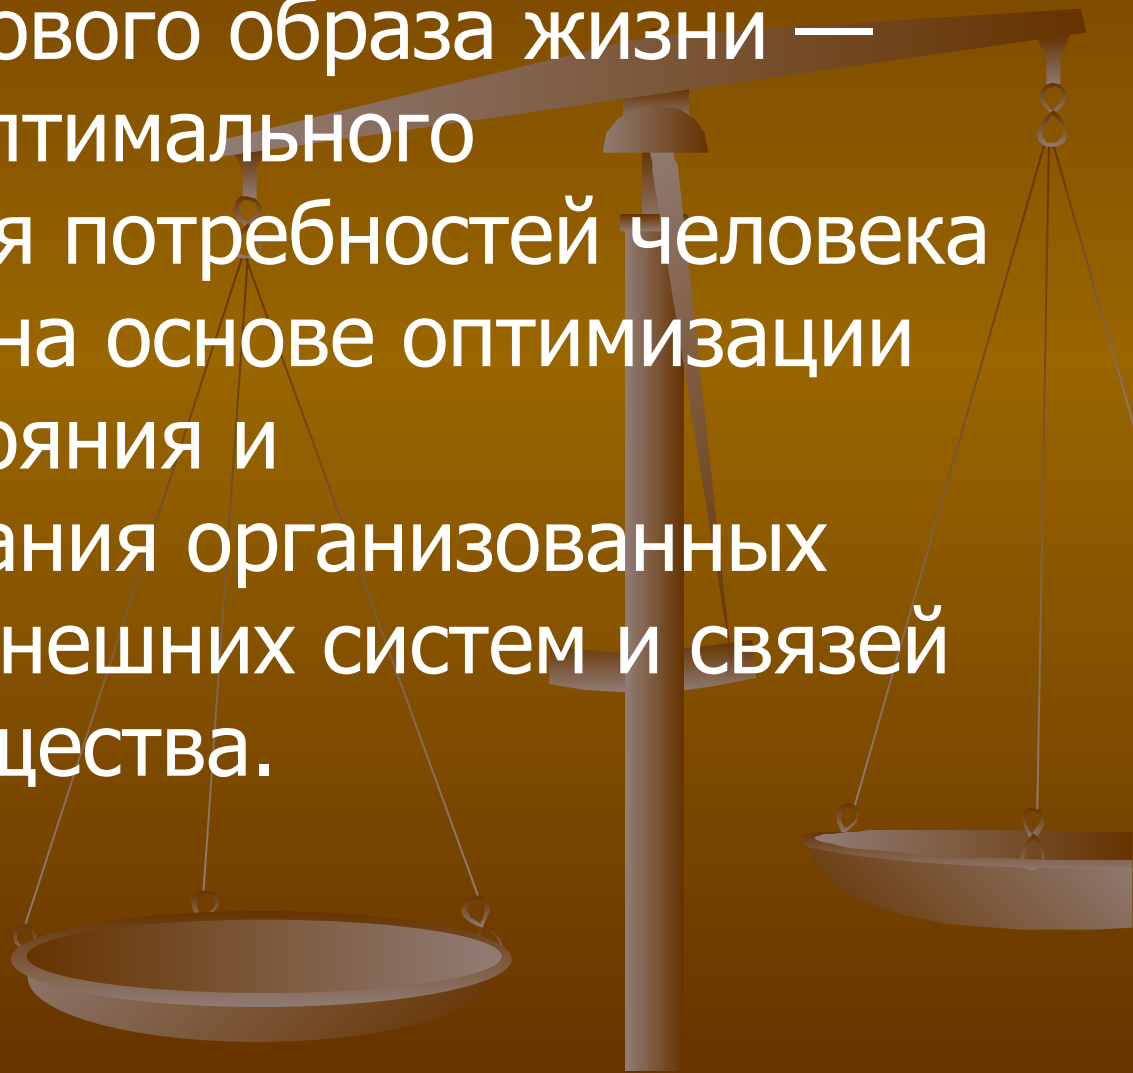 ового образа жизни —
птимального
я потребностей человека
на основе оптимизации
ояния и
ания организованных
нешних систем и связей
щества.